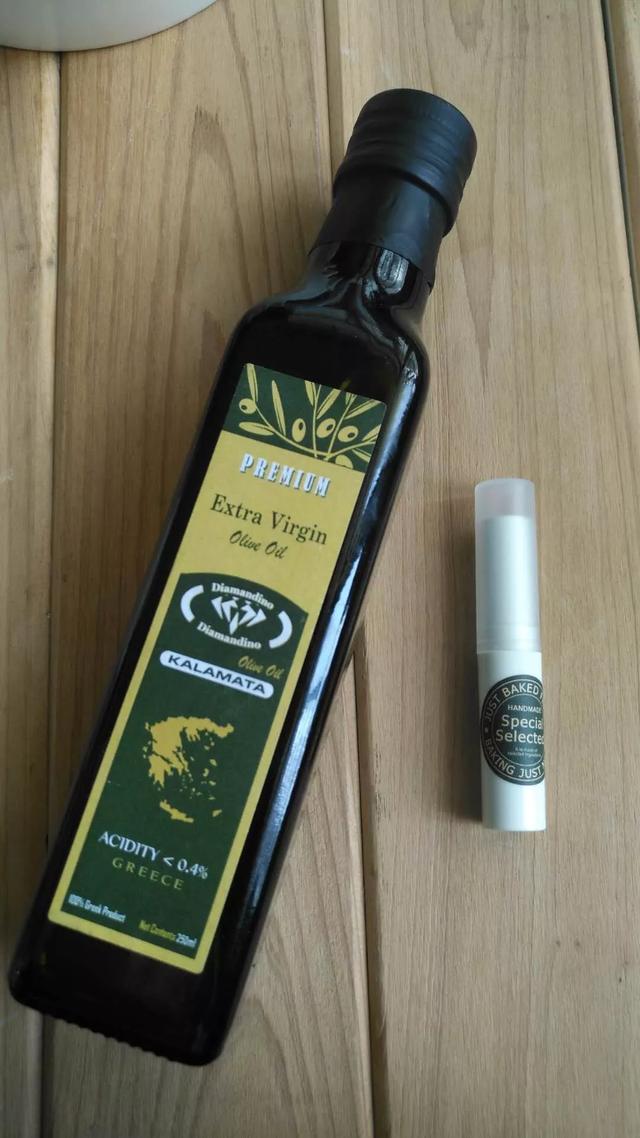 PREMIUM
Extra Virgin
Olive Oil
Diamandino
Diamandino
Olive Oil
KALAMATA
ACIDITY < 0.4%
GREECE
100% Greek Product
Net Contents 250ml
JUST BAKED
HANDMADE
Special
Selected
BAKING JUST